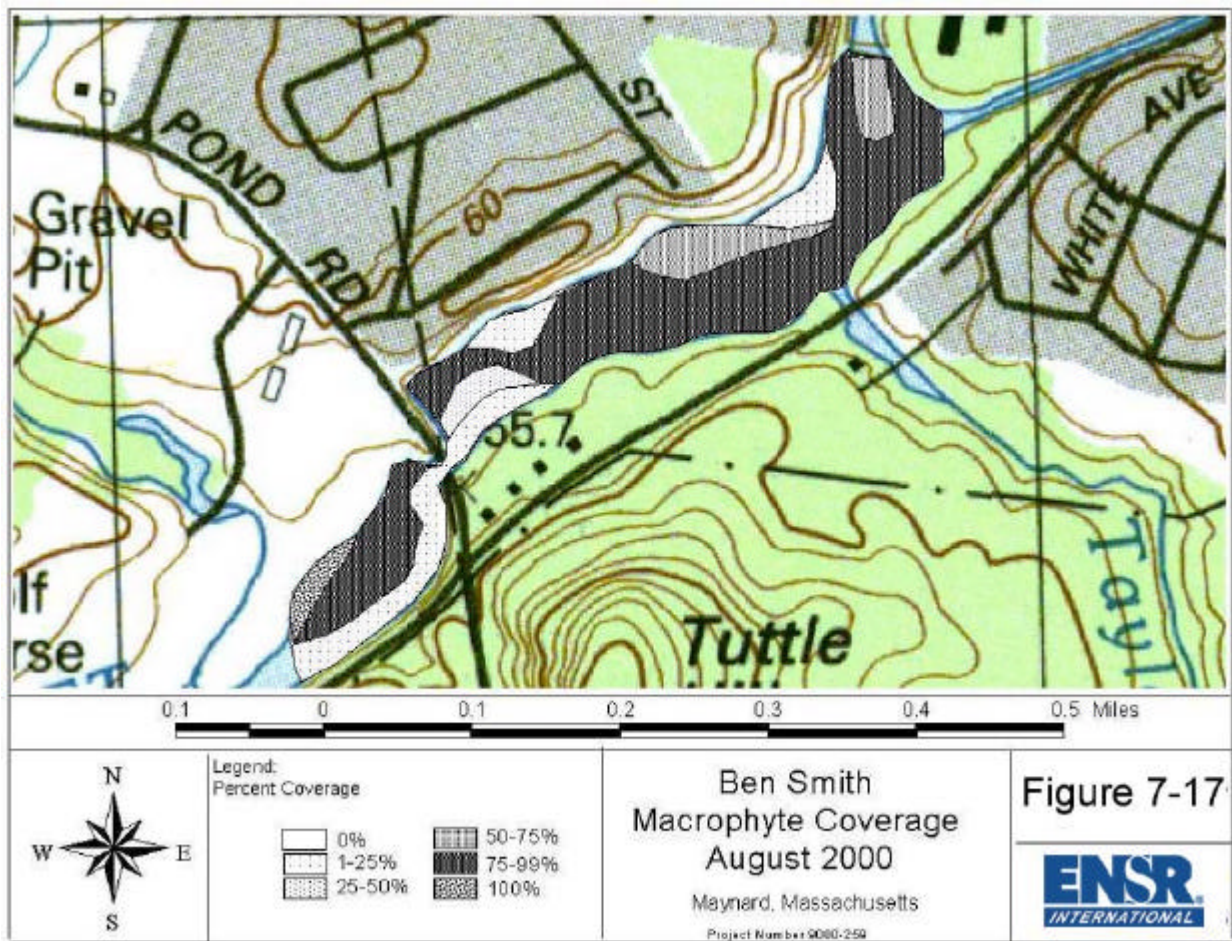 ST
POND
RD
60
AVE
WHITE
Gravel
Pit
55.7
lf
rse
Tuttle
Tayl
0.1 0 0.1 0.2 0.3 0.4 0.5 Miles
N
W E
S
Legend:
Percent Coverage
0%
1-25%
25-50%
50-75%
75-99%
100%
Ben Smith
Macrophyte Coverage
August 2000
Maynard, Massachusetts
Project Number 9000-259
Figure 7-17
ENSR
INTERNATIONAL